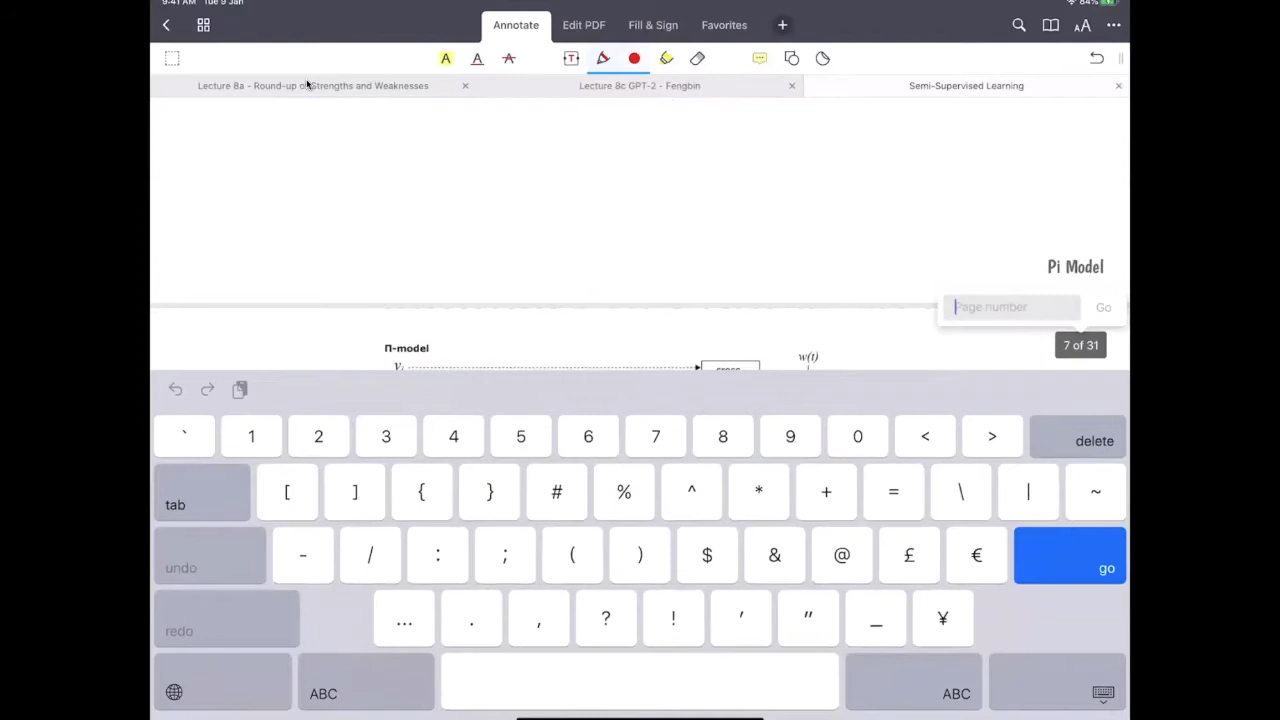 9:41 AM Tue 9 Jan
84%
Annotate
Edit PDF
Fill & Sign
Favorites
+
AA
A
A
A
T
Lecture 8a - Round-up of Strengths and Weaknesses
Lecture 8c GPT-2 - Fengbin
Semi-Supervised Learning
Pi Model
Page number
Go
7 of 31
Π-model
w(t)
` 1 2 3 4 5 6 7 8 9 0 < > delete
tab [ ] { } # % ^ * + = \ | ~
undo - / : ; ( ) $ & @ £ € go
redo ... . , ? ! ' " _ ¥
ABC ABC